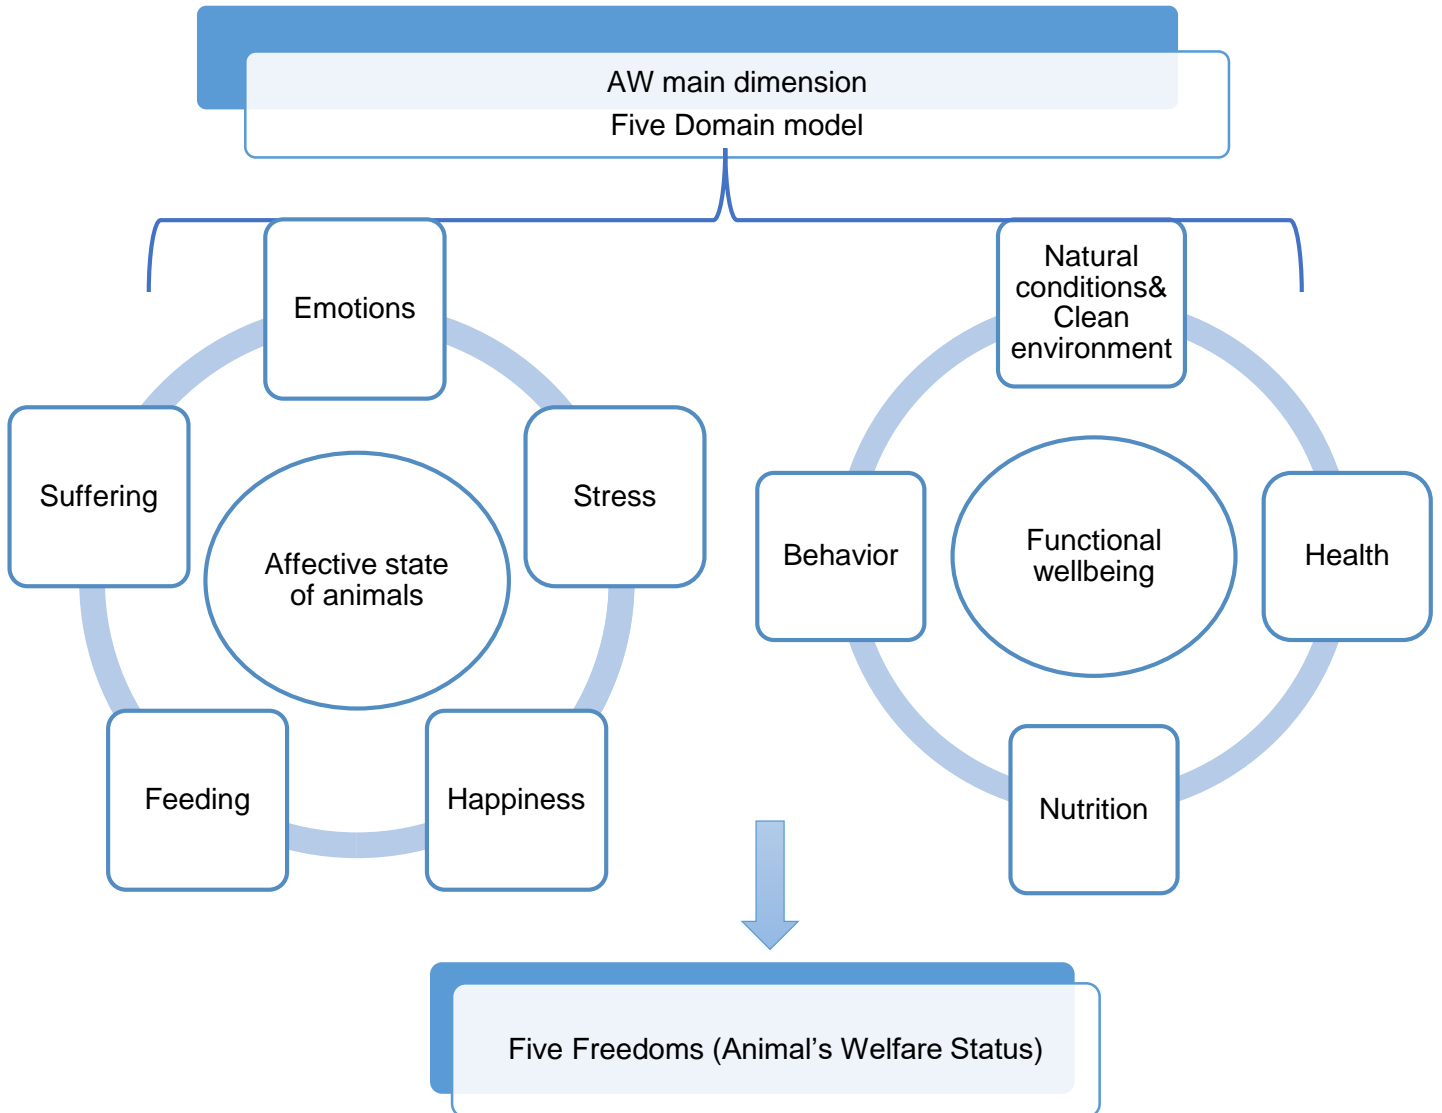 AW main dimension
Five Domain model
Emotions
Suffering
Stress
Affective state
of animals
Feeding
Happiness
Natural
conditions&
Clean
environment
Behavior
Functional
wellbeing
Health
Nutrition
Five Freedoms (Animal’s Welfare Status)